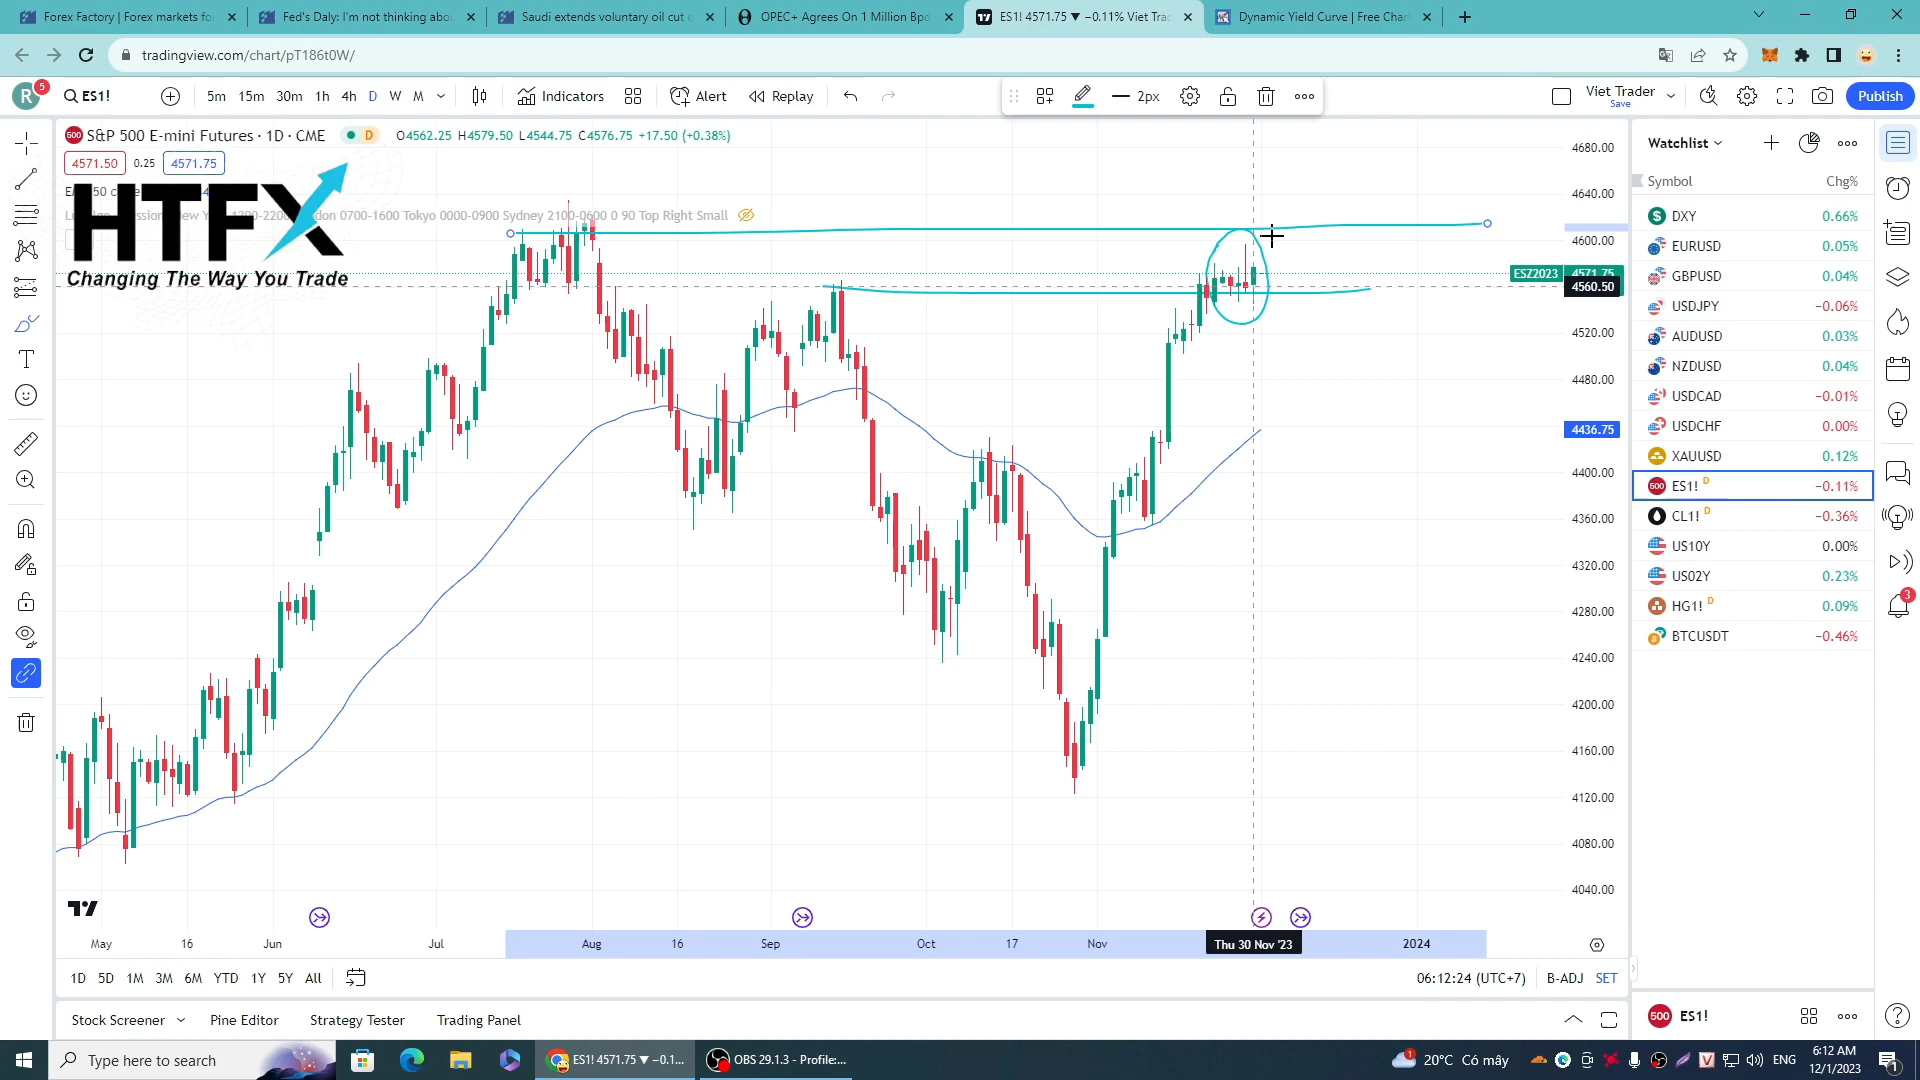 Forex Factory | Forex markets fo
Fed's Daly: I'm not thinking abou
Saudi extends voluntary oil cut o
OPEC+ Agrees On 1 Million Bpd
ES1! 4571.75 ▼ −0.11% Viet Tra
Dynamic Yield Curve | Free Char
tradingview.com/chart/pT186t0W/
R 5 ES1! 5m 15m 30m 1h 4h D W M Indicators Alert Replay 2px Viet Trader Save Publish
500 S&P 500 E-mini Futures · 1D · CME D O4562.25 H4579.50 L4544.75 C4576.75 +17.50 (+0.38%)
4571.50 0.25 4571.75
HTFX
Changing The Way You Trade
0700-1600 Tokyo 0000-0900 Sydney 2100-0600 0 90 Top Right Small
4680.00
4640.00
4600.00
ESZ2023 4571.75
4560.50
4520.00
4480.00
4436.75
4400.00
4360.00
4320.00
4280.00
4240.00
4200.00
4160.00
4120.00
4080.00
4040.00
May 16 Jun Jul Aug 16 Sep Oct 17 Nov Thu 30 Nov '23 2024
1D 5D 1M 3M 6M YTD 1Y 5Y All 06:12:24 (UTC+7) B-ADJ SET
Stock Screener Pine Editor Strategy Tester Trading Panel
Watchlist
Symbol Chg%
DXY 0.66%
EURUSD 0.05%
GBPUSD 0.04%
USDJPY −0.06%
AUDUSD 0.03%
NZDUSD 0.04%
USDCAD −0.01%
USDCHF 0.00%
XAUUSD 0.12%
500 ES1! D −0.11%
CL1! D −0.36%
US10Y 0.00%
US02Y 0.23%
HG1! D 0.09%
BTCUSDT −0.46%
3
500 ES1!
Type here to search
ES1! 4571.75 ▼ −0.1...
OBS 29.1.3 - Profile:...
1 20°C Có mây
ENG
6:12 AM
12/1/2023
1